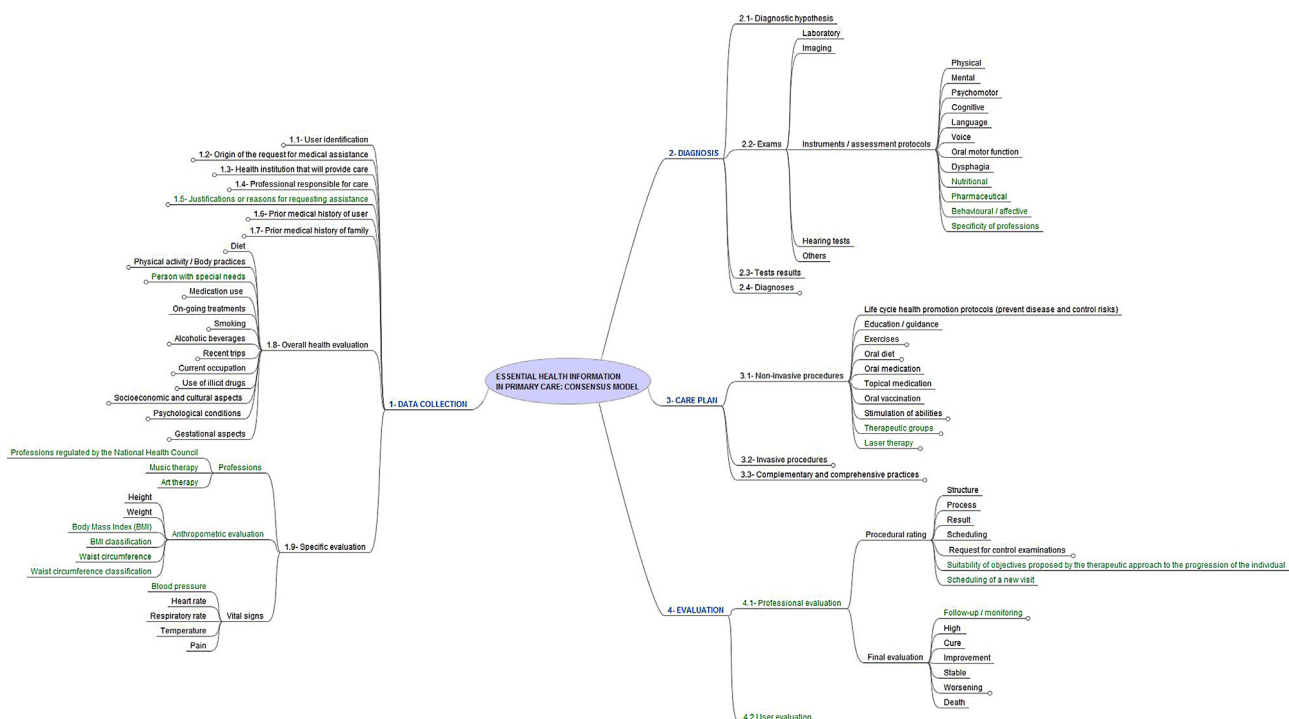 ESSENTIAL HEALTH INFORMATION
IN PRIMARY CARE: CONSENSUS MODEL
1- DATA COLLECTION
1.1- User identification
1.2- Origin of the request for medical assistance
1.3- Health institution that will provide care
1.4- Professional responsible for care
1.5- Justifications or reasons for requesting assistance
1.6- Prior medical history of user
1.7- Prior medical history of family
1.8- Overall health evaluation
Diet
Physical activity / Body practices
Person with special needs
Medication use
On-going treatments
Smoking
Alcoholic beverages
Recent trips
Current occupation
Use of illicit drugs
Socioeconomic and cultural aspects
Psychological conditions
Gestational aspects
1.9- Specific evaluation
Professions
Professions regulated by the National Health Council
Music therapy
Art therapy
Anthropometric evaluation
Height
Weight
Body Mass Index (BMI)
BMI classification
Waist circumference
Waist circumference classification
Vital signs
Blood pressure
Heart rate
Respiratory rate
Temperature
Pain
2- DIAGNOSIS
2.1- Diagnostic hypothesis
2.2- Exams
Laboratory
Imaging
Instruments / assessment protocols
Physical
Mental
Psychomotor
Cognitive
Language
Voice
Oral motor function
Dysphagia
Nutritional
Pharmaceutical
Behavioural / affective
Specificity of professions
Hearing tests
Others
2.3- Tests results
2.4- Diagnoses
3- CARE PLAN
3.1- Non-invasive procedures
Life cycle health promotion protocols (prevent disease and control risks)
Education / guidance
Exercises
Oral diet
Oral medication
Topical medication
Oral vaccination
Stimulation of abilities
Therapeutic groups
Laser therapy
3.2- Invasive procedures
3.3- Complementary and comprehensive practices
4- EVALUATION
4.1- Professional evaluation
Procedural rating
Structure
Process
Result
Scheduling
Request for control examinations
Suitability of objectives proposed by the therapeutic approach to the progression of the individual
Scheduling of a new visit
Final evaluation
Follow-up / monitoring
High
Cure
Improvement
Stable
Worsening
Death
4.2 User evaluation